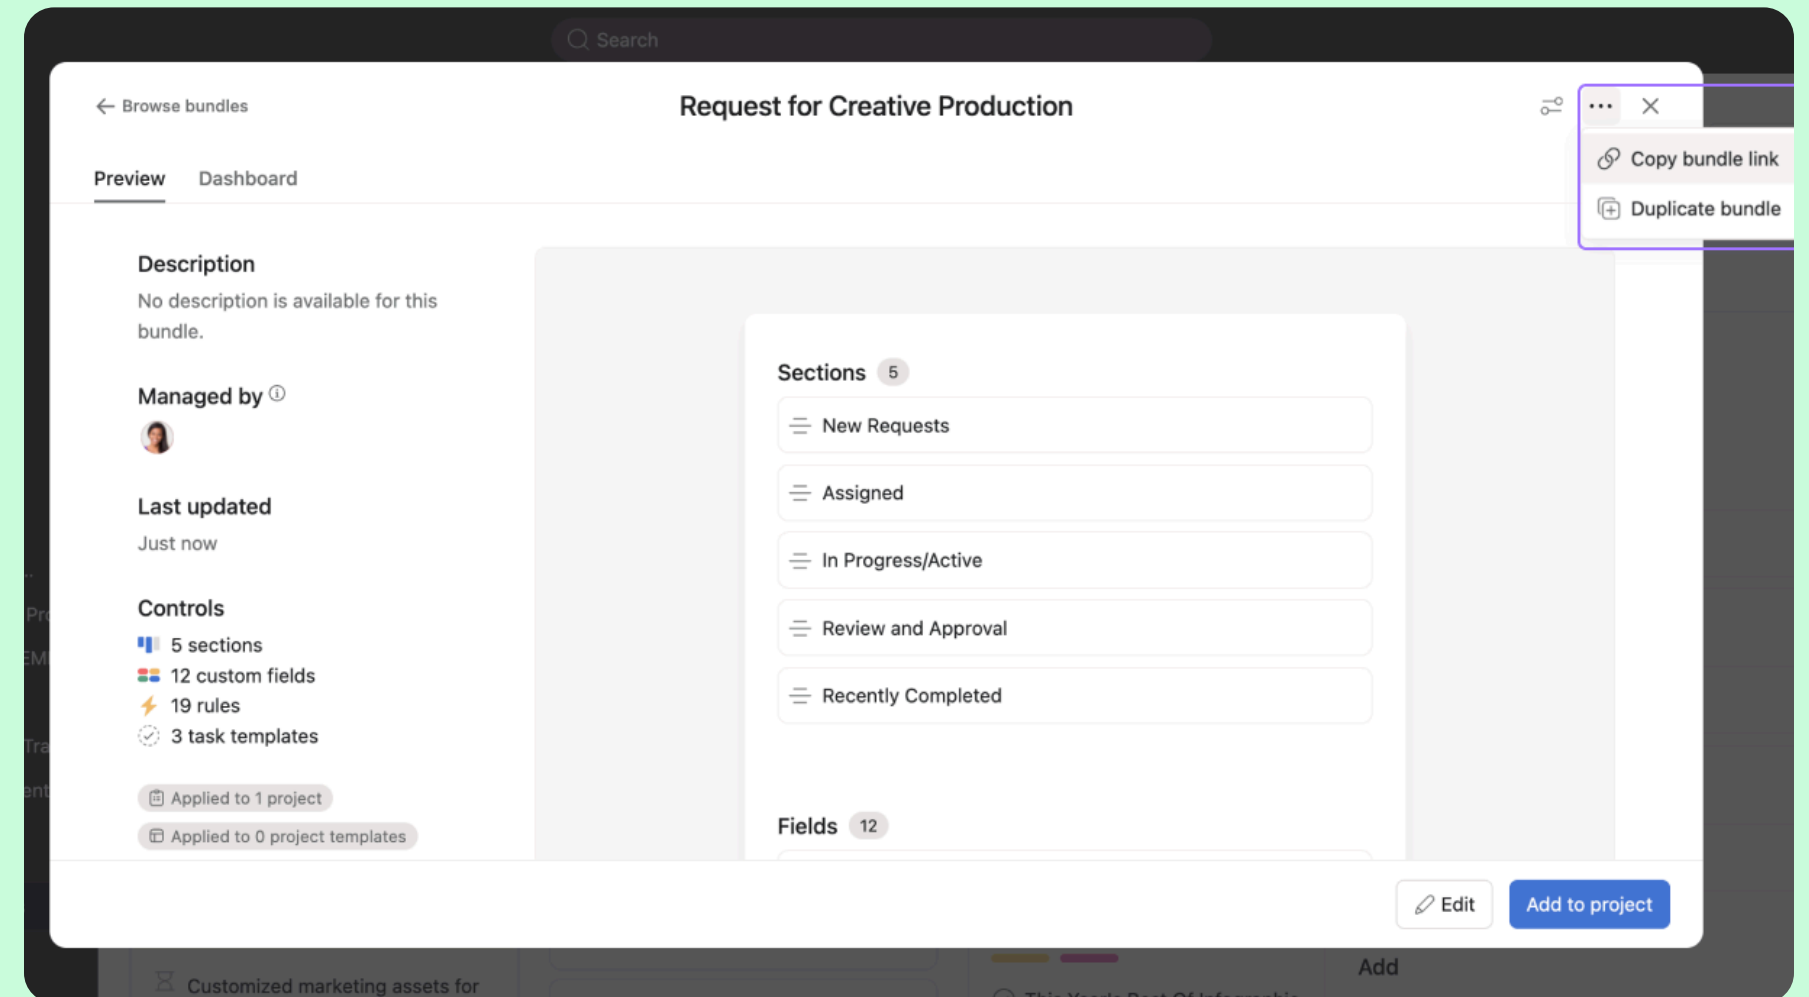 Search
Browse bundles
Request for Creative Production
Copy bundle link
Duplicate bundle
Preview
Dashboard
Description
No description is available for this
bundle.
Managed by
Last updated
Just now
Controls
5 sections
12 custom fields
19 rules
3 task templates
Applied to 1 project
Applied to 0 project templates
Sections 5
New Requests
Assigned
In Progress/Active
Review and Approval
Recently Completed
Fields 12
Edit
Add to project
Customized marketing assets for
Add